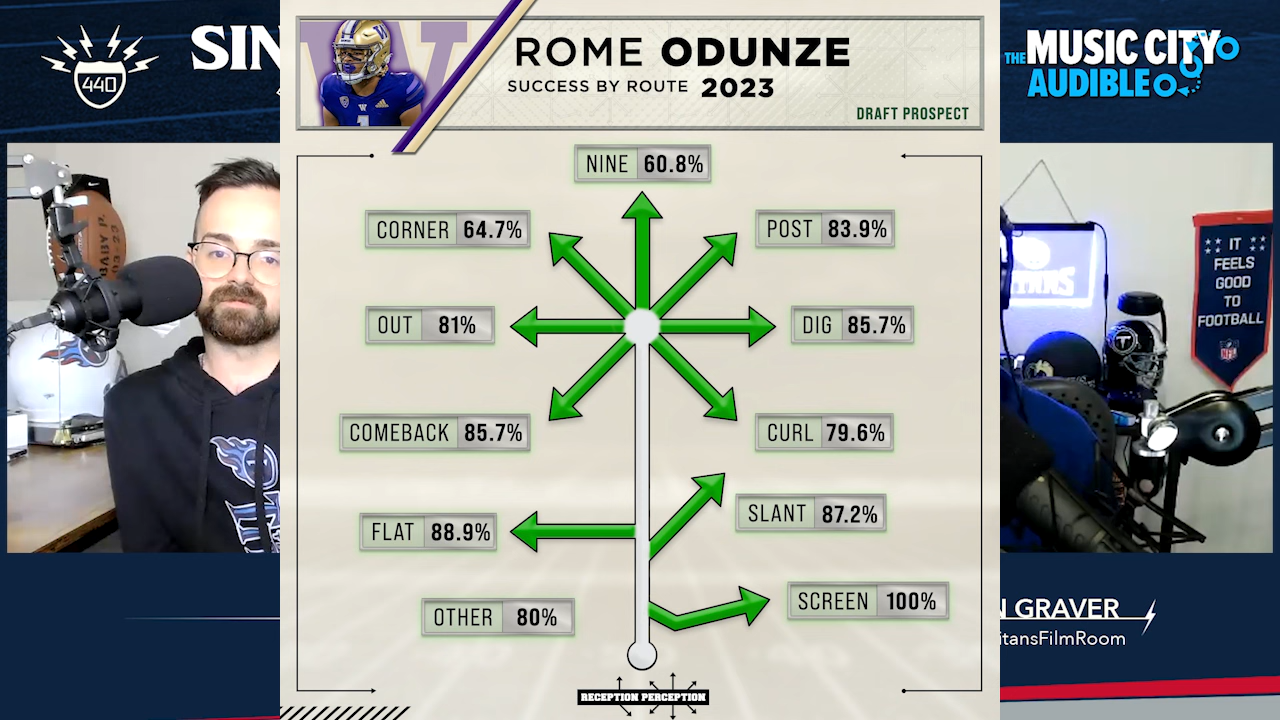 440
SIN
THE
MUSIC CITY
AUDIBLE
ROME ODUNZE
SUCCESS BY ROUTE 2023
DRAFT PROSPECT
W
1
NINE 60.8%
CORNER 64.7%
POST 83.9%
OUT 81%
DIG 85.7%
COMEBACK 85.7%
CURL 79.6%
SLANT 87.2%
FLAT 88.9%
SCREEN 100%
OTHER 80%
RECEPTION PERCEPTION
BABY P.
IT
FEELS
GOOD
TO
FOOTBALL
NFL
N GRAVER
itansFilmRoom